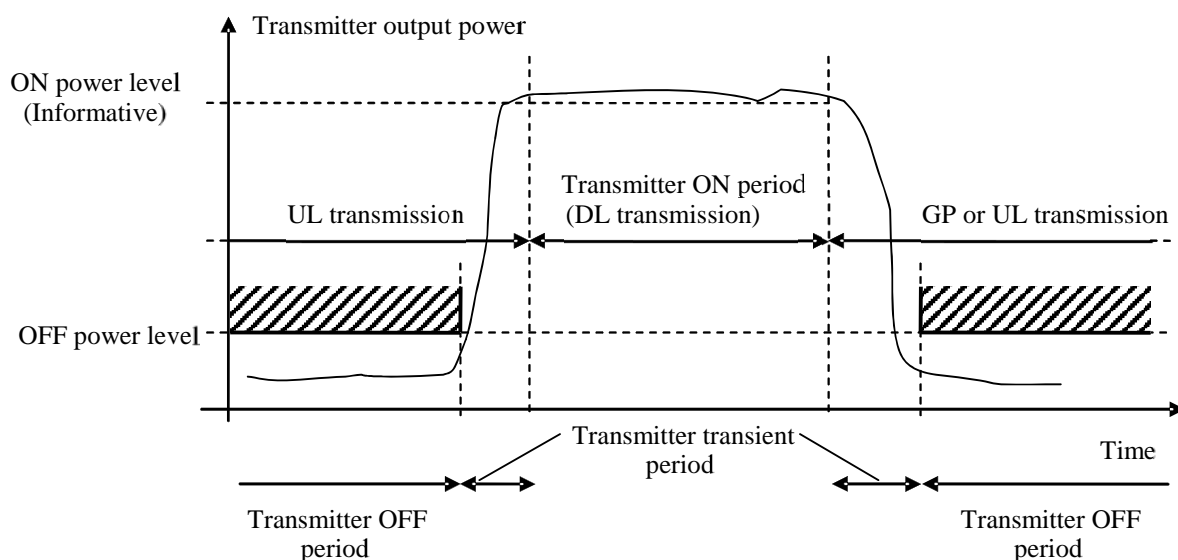 Transmitter output power
ON power level
(Informative)
Transmitter ON period
(DL transmission)
UL transmission
GP or UL transmission
OFF power level
Transmitter transient
period
Time
Transmitter OFF
period
Transmitter OFF
period